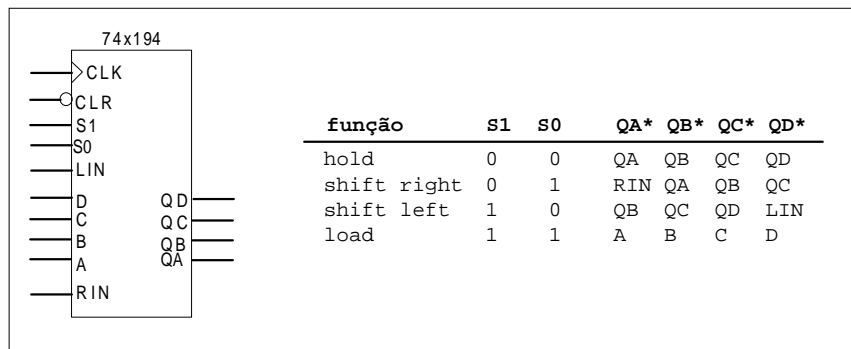 74x194
CLK
CLR
S1
S0
LIN
D QD
C QC
B QB
A QA
RIN
função S1 S0 QA* QB* QC* QD*
hold 0 0 QA QB QC QD
shift right 0 1 RIN QA QB QC
shift left 1 0 QB QC QD LIN
load 1 1 A B C D